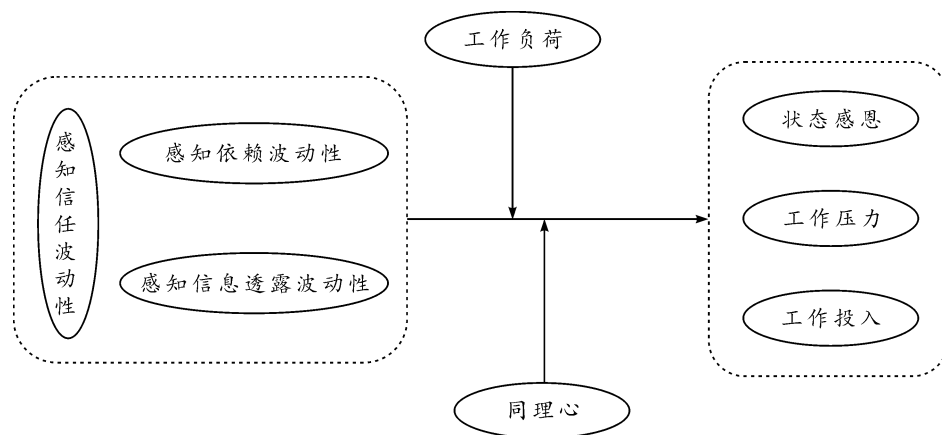 工作负荷
感知信任波动性
感知依赖波动性
感知信息透露波动性
状态感恩
工作压力
工作投入
同理心